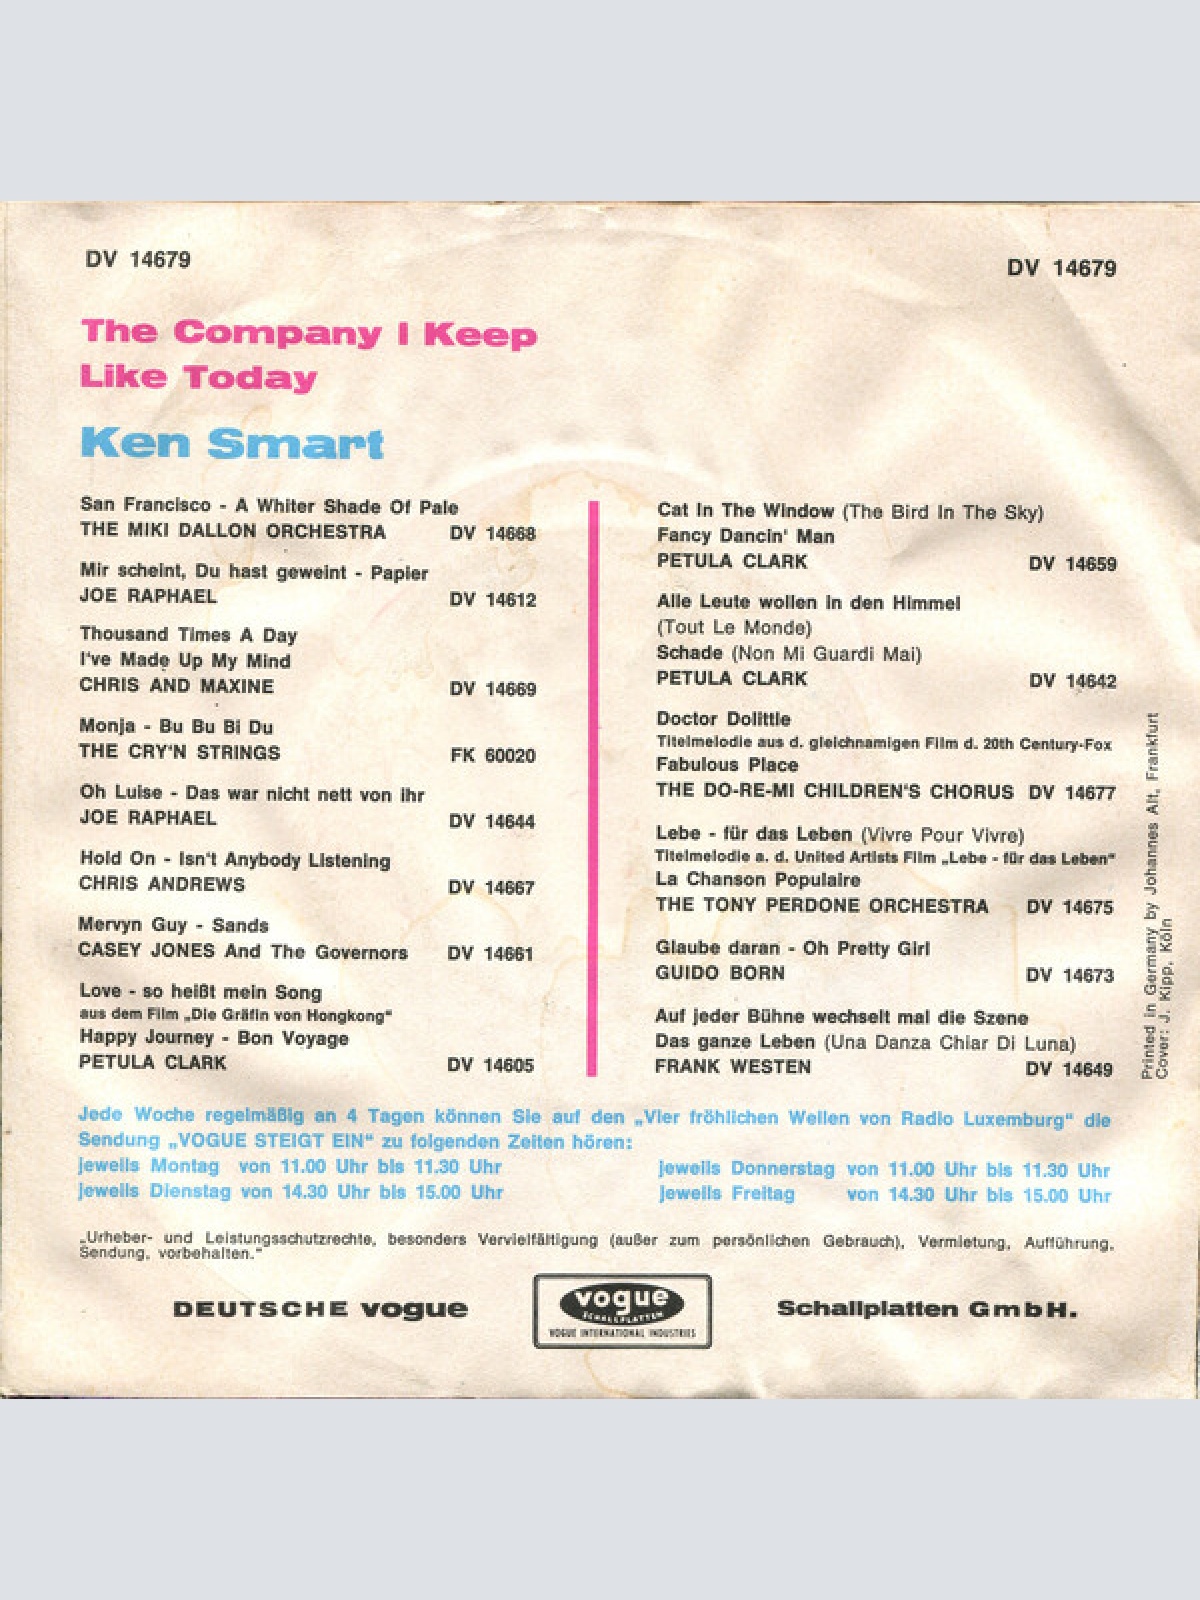 DV 14679
DV 14679
The Company I Keep
Like Today
Ken Smart
San Francisco - A Whiter Shade Of Pale
THE MIKI DALLON ORCHESTRA DV 14668
Mir scheint, Du hast geweint - Papier
JOE RAPHAEL DV 14612
Thousand Times A Day
I've Made Up My Mind
CHRIS AND MAXINE DV 14669
Monja - Bu Bu Bi Du
THE CRY'N STRINGS FK 60020
Oh Luise - Das war nicht nett von ihr
JOE RAPHAEL DV 14644
Hold On - Isn't Anybody Listening
CHRIS ANDREWS DV 14667
Mervyn Guy - Sands
CASEY JONES And The Governors DV 14661
Love - so heißt mein Song
aus dem Film „Die Gräfin von Hongkong“
Happy Journey - Bon Voyage
PETULA CLARK DV 14605
Cat In The Window (The Bird In The Sky)
Fancy Dancin' Man
PETULA CLARK DV 14659
Alle Leute wollen in den Himmel
(Tout Le Monde)
Schade (Non Mi Guardi Mai)
PETULA CLARK DV 14642
Doctor Dolittle
Titelmelodie aus d. gleichnamigen Film d. 20th Century-Fox
Fabulous Place
THE DO-RE-MI CHILDREN'S CHORUS DV 14677
Lebe - für das Leben (Vivre Pour Vivre)
Titelmelodie a. d. United Artists Film „Lebe - für das Leben“
La Chanson Populaire
THE TONY PERDONE ORCHESTRA DV 14675
Glaube daran - Oh Pretty Girl
GUIDO BORN DV 14673
Auf jeder Bühne wechselt mal die Szene
Das ganze Leben (Una Danza Chiar Di Luna)
FRANK WESTEN DV 14649
Printed in Germany by Johannes Alt, Frankfurt
Cover: J. Kipp, Köln
Jede Woche regelmäßig an 4 Tagen können Sie auf den „Vier fröhlichen Wellen von Radio Luxemburg“ die
Sendung „VOGUE STEIGT EIN“ zu folgenden Zeiten hören:
jeweils Montag von 11.00 Uhr bis 11.30 Uhr
jeweils Dienstag von 14.30 Uhr bis 15.00 Uhr
jeweils Donnerstag von 11.00 Uhr bis 11.30 Uhr
jeweils Freitag von 14.30 Uhr bis 15.00 Uhr
„Urheber- und Leistungsschutzrechte, besonders Vervielfältigung (außer zum persönlichen Gebrauch), Vermietung, Aufführung,
Sendung, vorbehalten.“
DEUTSCHE vogue
vogue
SCHALLPLATTEN
VOGUE INTERNATIONAL INDUSTRIES
Schallplatten GmbH.